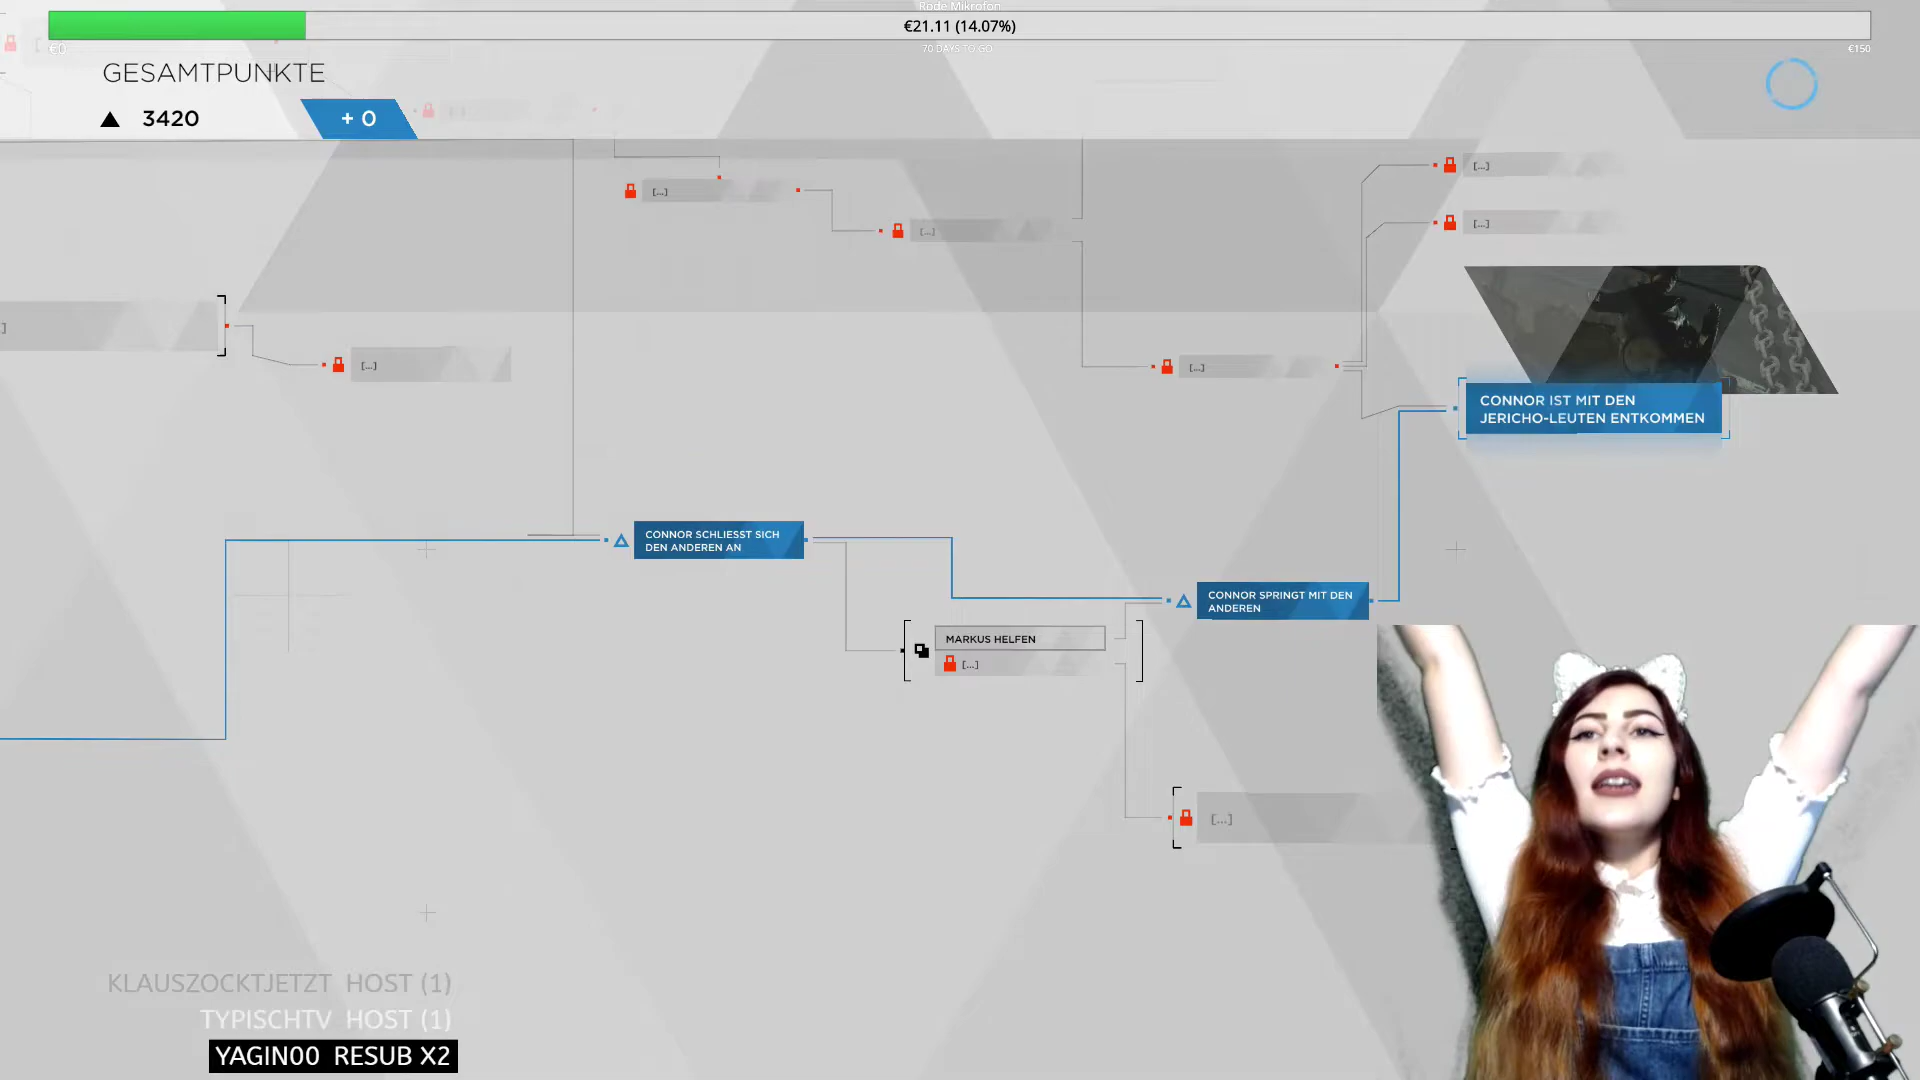 Rode Mikrofon
€21.11 (14.07%)
€0
70 DAYS TO GO
€150
GESAMTPUNKTE
3420
+ 0
[...]
[...]
[...]
[...]
[...]
[...]
CONNOR IST MIT DEN
JERICHO-LEUTEN ENTKOMMEN
CONNOR SCHLIESST SICH
DEN ANDEREN AN
CONNOR SPRINGT MIT DEN
ANDEREN
MARKUS HELFEN
[...]
[...]
KLAUSZOCKTJETZT HOST (1)
TYPISCHTV HOST (1)
YAGIN00 RESUB X2